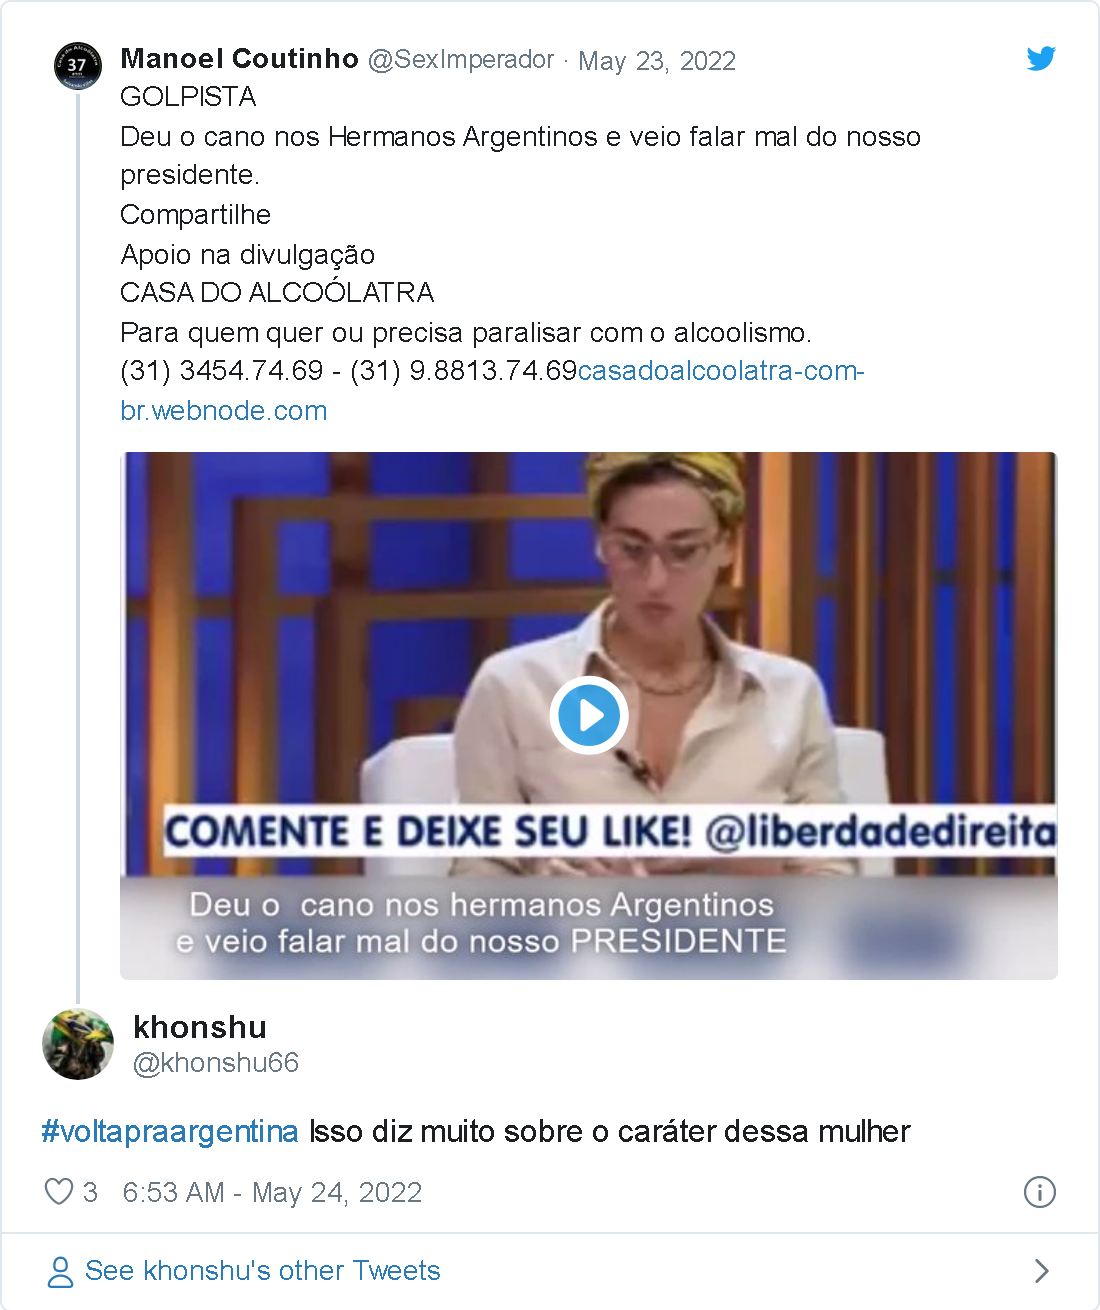 Manoel Coutinho @SexImperador · May 23, 2022
GOLPISTA
Deu o cano nos Hermanos Argentinos e veio falar mal do nosso
presidente.
Compartilhe
Apoio na divulgação
CASA DO ALCOÓLATRA
Para quem quer ou precisa paralisar com o alcoolismo.
(31) 3454.74.69 - (31) 9.8813.74.69casadoalcoolatra-com-
br.webnode.com
37
COMENTE E DEIXE SEU LIKE! @liberdadedireita
Deu o cano nos hermanos Argentinos
e veio falar mal do nosso PRESIDENTE
khonshu
@khonshu66
#voltapraargentina Isso diz muito sobre o caráter dessa mulher
3 6:53 AM - May 24, 2022
See khonshu's other Tweets